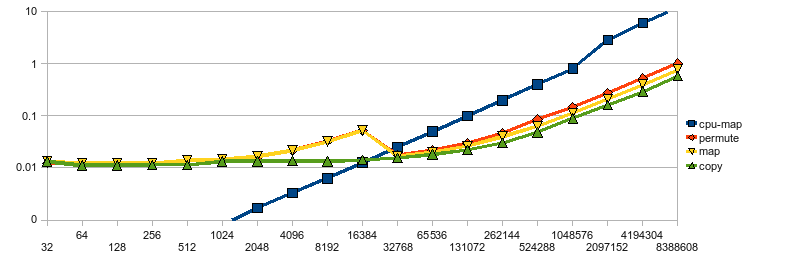 10
1
0.1
0.01
0
cpu-map
permute
map
copy
64 256 1024 4096 16384 65536 262144 1048576 4194304
32 128 512 2048 8192 32768 131072 524288 2097152 8388608